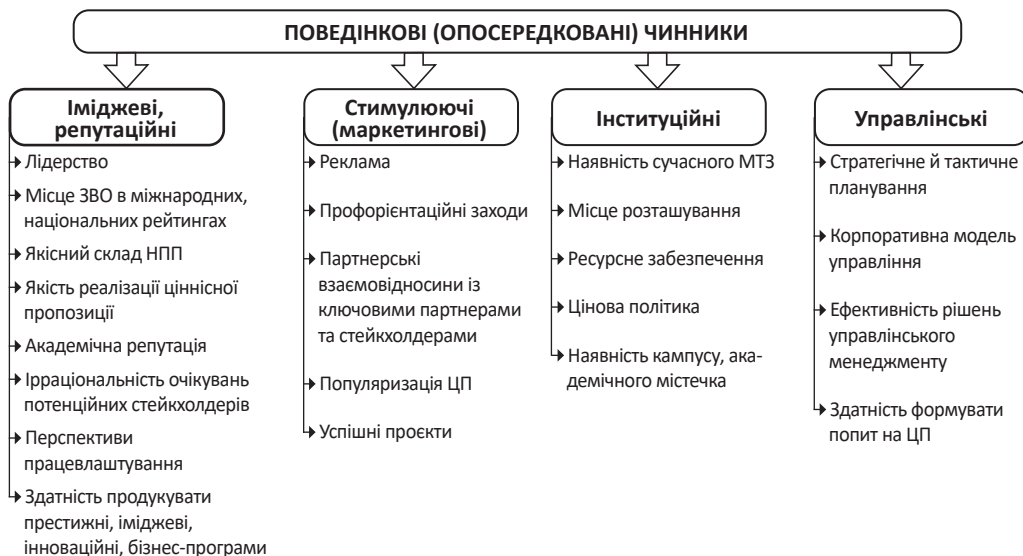 ПОВЕДІНКОВІ (ОПОСЕРЕДКОВАНІ) ЧИННИКИ
Іміджеві,
репутаційні
Лідерство
Місце ЗВО в міжнародних,
національних рейтингах
Якісний склад НПП
Якість реалізації ціннісної
пропозиції
Академічна репутація
Ірраціональність очікувань
потенційних стейкхолдерів
Перспективи
працевлаштування
Здатність продукувати
престижні, іміджеві,
інноваційні, бізнес-програми
Стимулюючі
(маркетингові)
Реклама
Профорієнтаційні заходи
Партнерські
взаємовідносини із
ключовими партнерами
та стейкхолдерами
Популяризація ЦП
Успішні проєкти
Інституційні
Наявність сучасного МТЗ
Місце розташування
Ресурсне забезпечення
Цінова політика
Наявність кампусу, ака-
демічного містечка
Управлінські
Стратегічне й тактичне
планування
Корпоративна модель
управління
Ефективність рішень
управлінського
менеджменту
Здатність формувати
попит на ЦП